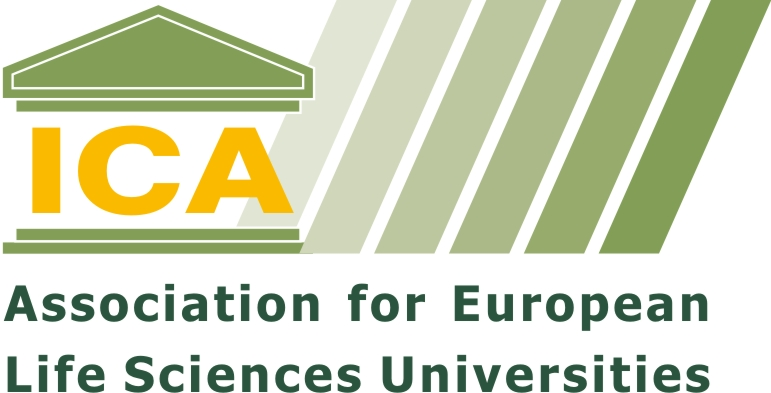 ICA
Association for European
Life Sciences Universities